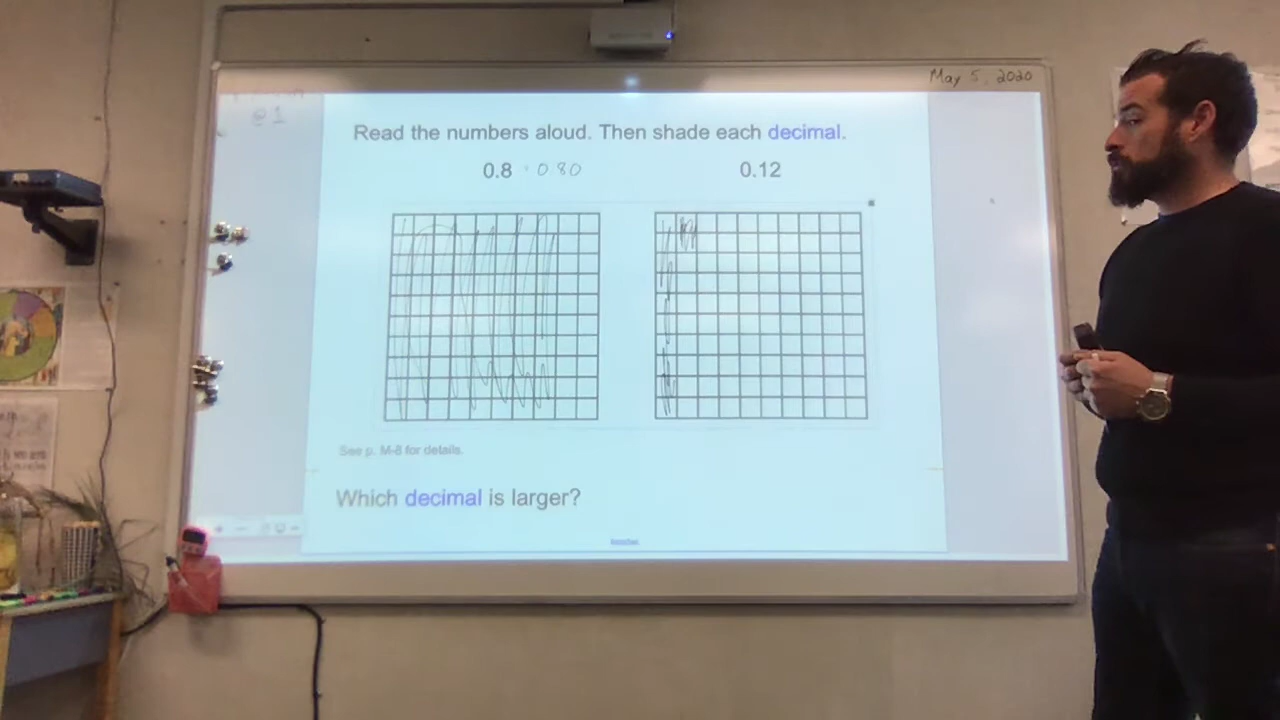 May 5, 2020
@ 1
Read the numbers aloud. Then shade each decimal.
0.8 = 0.80
0.12
See p. M-8 for details.
Which decimal is larger?